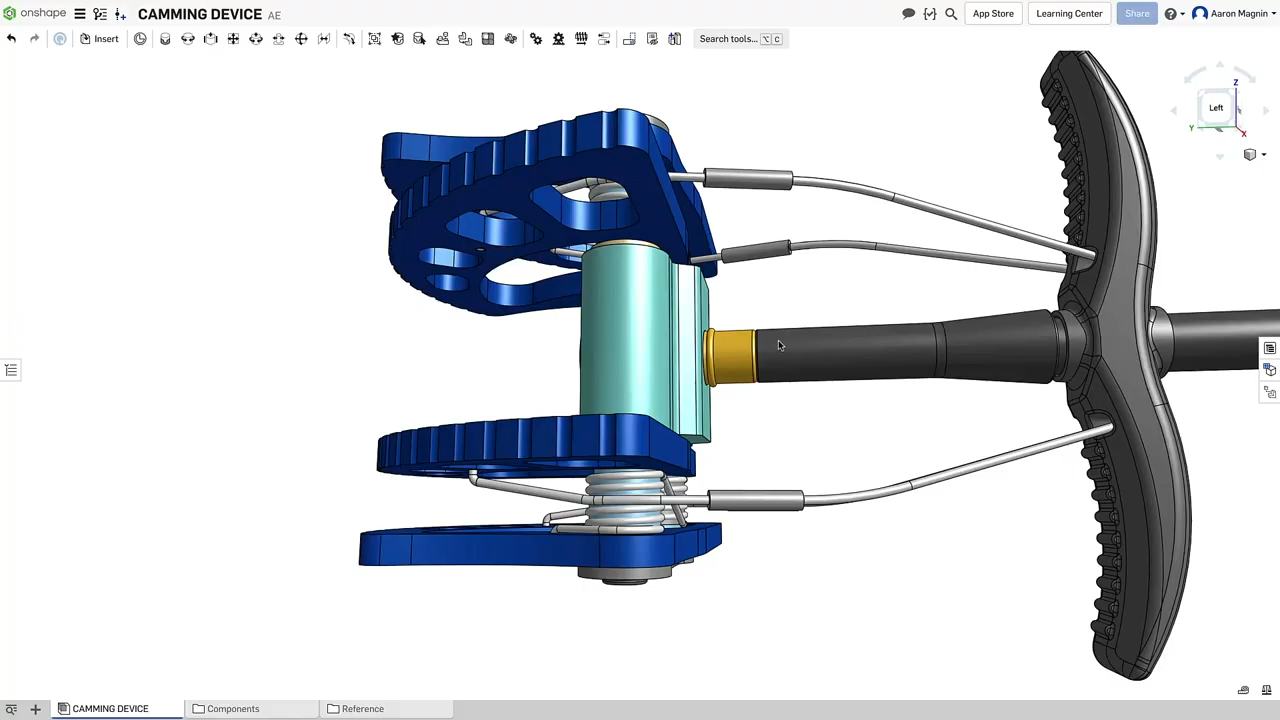 onshape CAMMING DEVICE AE App Store Learning Center Share Aaron Magnin
Insert Search tools... ⌥ C
Z
Left
Y
X
CAMMING DEVICE Components Reference